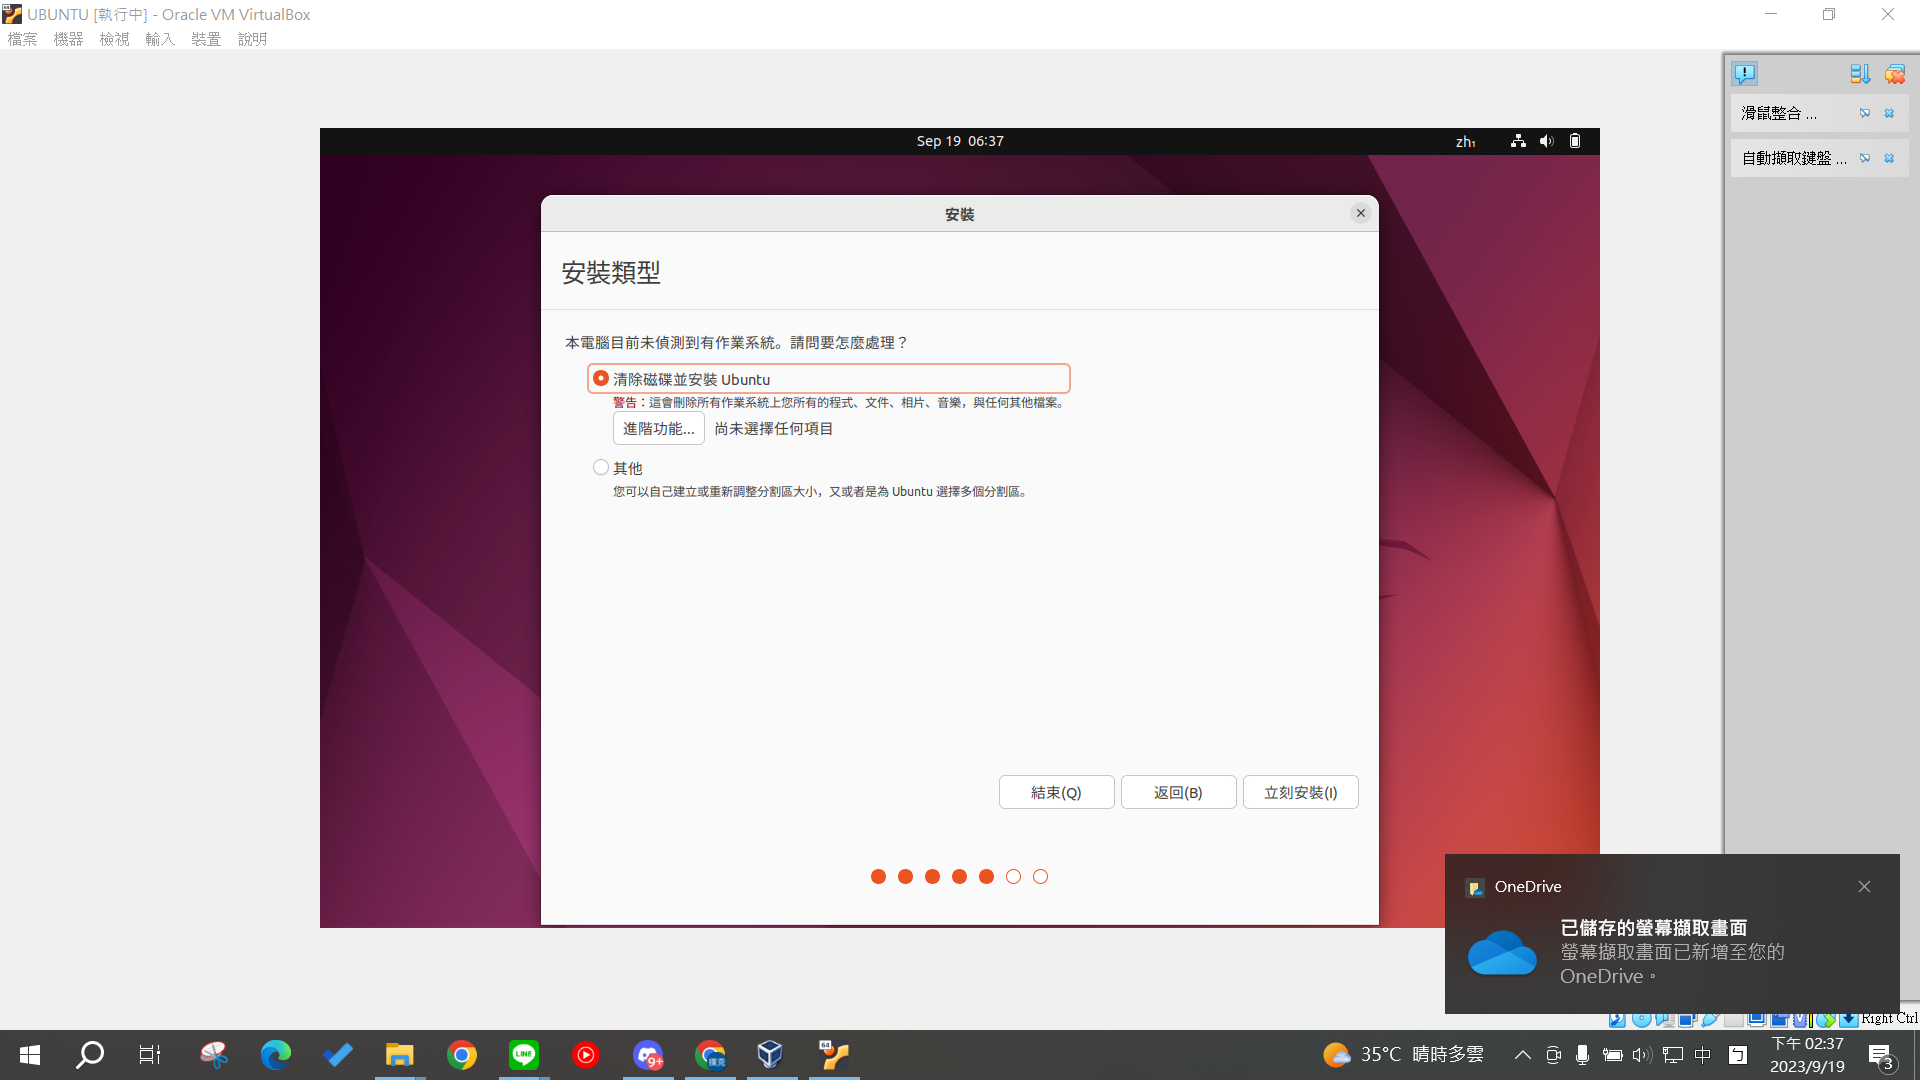 UBUNTU [執行中] - Oracle VM VirtualBox
檔案 機器 檢視 輸入 裝置 說明
滑鼠整合 ...
自動擷取鍵盤 ...
Sep 19 06:37
zh₁
安裝
安裝類型
本電腦目前未偵測到有作業系統。請問要怎麼處理？
清除磁碟並安裝 Ubuntu
警告：這會刪除所有作業系統上您所有的程式、文件、相片、音樂，與任何其他檔案。
進階功能... 尚未選擇任何項目
其他
您可以自己建立或重新調整分割區大小，又或者是為 Ubuntu 選擇多個分割區。
結束(Q) 返回(B) 立刻安裝(I)
OneDrive
已儲存的螢幕擷取畫面
螢幕擷取畫面已新增至您的
OneDrive。
Right Ctrl
LINE
9+
撲克
64
35°C 晴時多雲
中
下午 02:37
2023/9/19
3